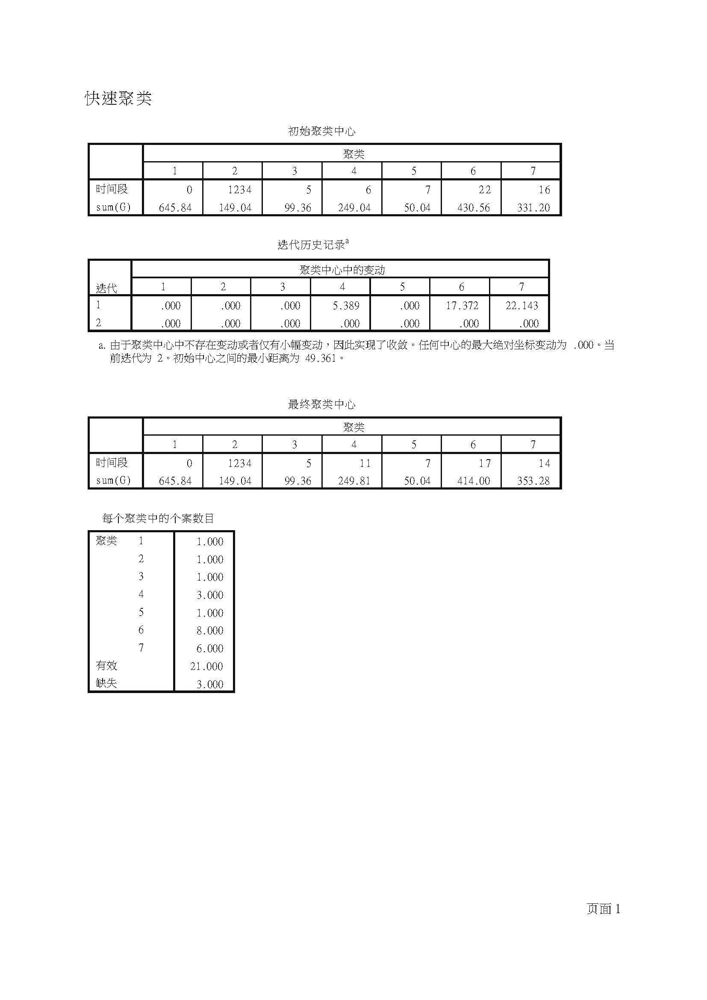 快速聚类
初始聚类中心
聚类
1 2 3 4 5 6 7
时间段 0 1234 5 6 7 22 16
sum(G) 645.84 149.04 99.36 249.04 50.04 430.56 331.20
迭代历史记录a
聚类中心中的变动
迭代 1 2 3 4 5 6 7
1 .000 .000 .000 5.389 .000 17.372 22.143
2 .000 .000 .000 .000 .000 .000 .000
a. 由于聚类中心中不存在变动或者仅有小幅变动，因此实现了收敛。任何中心的最大绝对坐标变动为 .000。当
前迭代为 2。初始中心之间的最小距离为 49.361。
最终聚类中心
聚类
1 2 3 4 5 6 7
时间段 0 1234 5 11 7 17 14
sum(G) 645.84 149.04 99.36 249.81 50.04 414.00 353.28
每个聚类中的个案数目
聚类 1 1.000
2 1.000
3 1.000
4 3.000
5 1.000
6 8.000
7 6.000
有效 21.000
缺失 3.000
页面 1